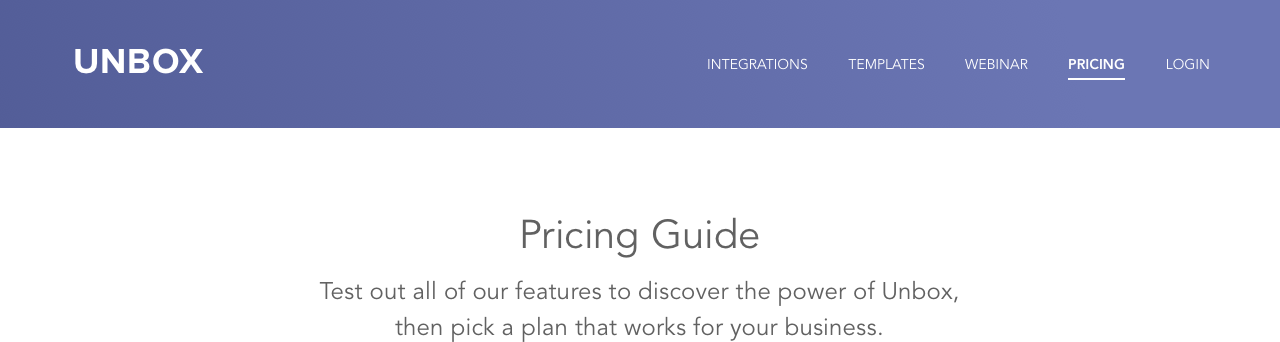 UNBOX
INTEGRATIONS TEMPLATES WEBINAR PRICING LOGIN
Pricing Guide
Test out all of our features to discover the power of Unbox,
then pick a plan that works for your business.